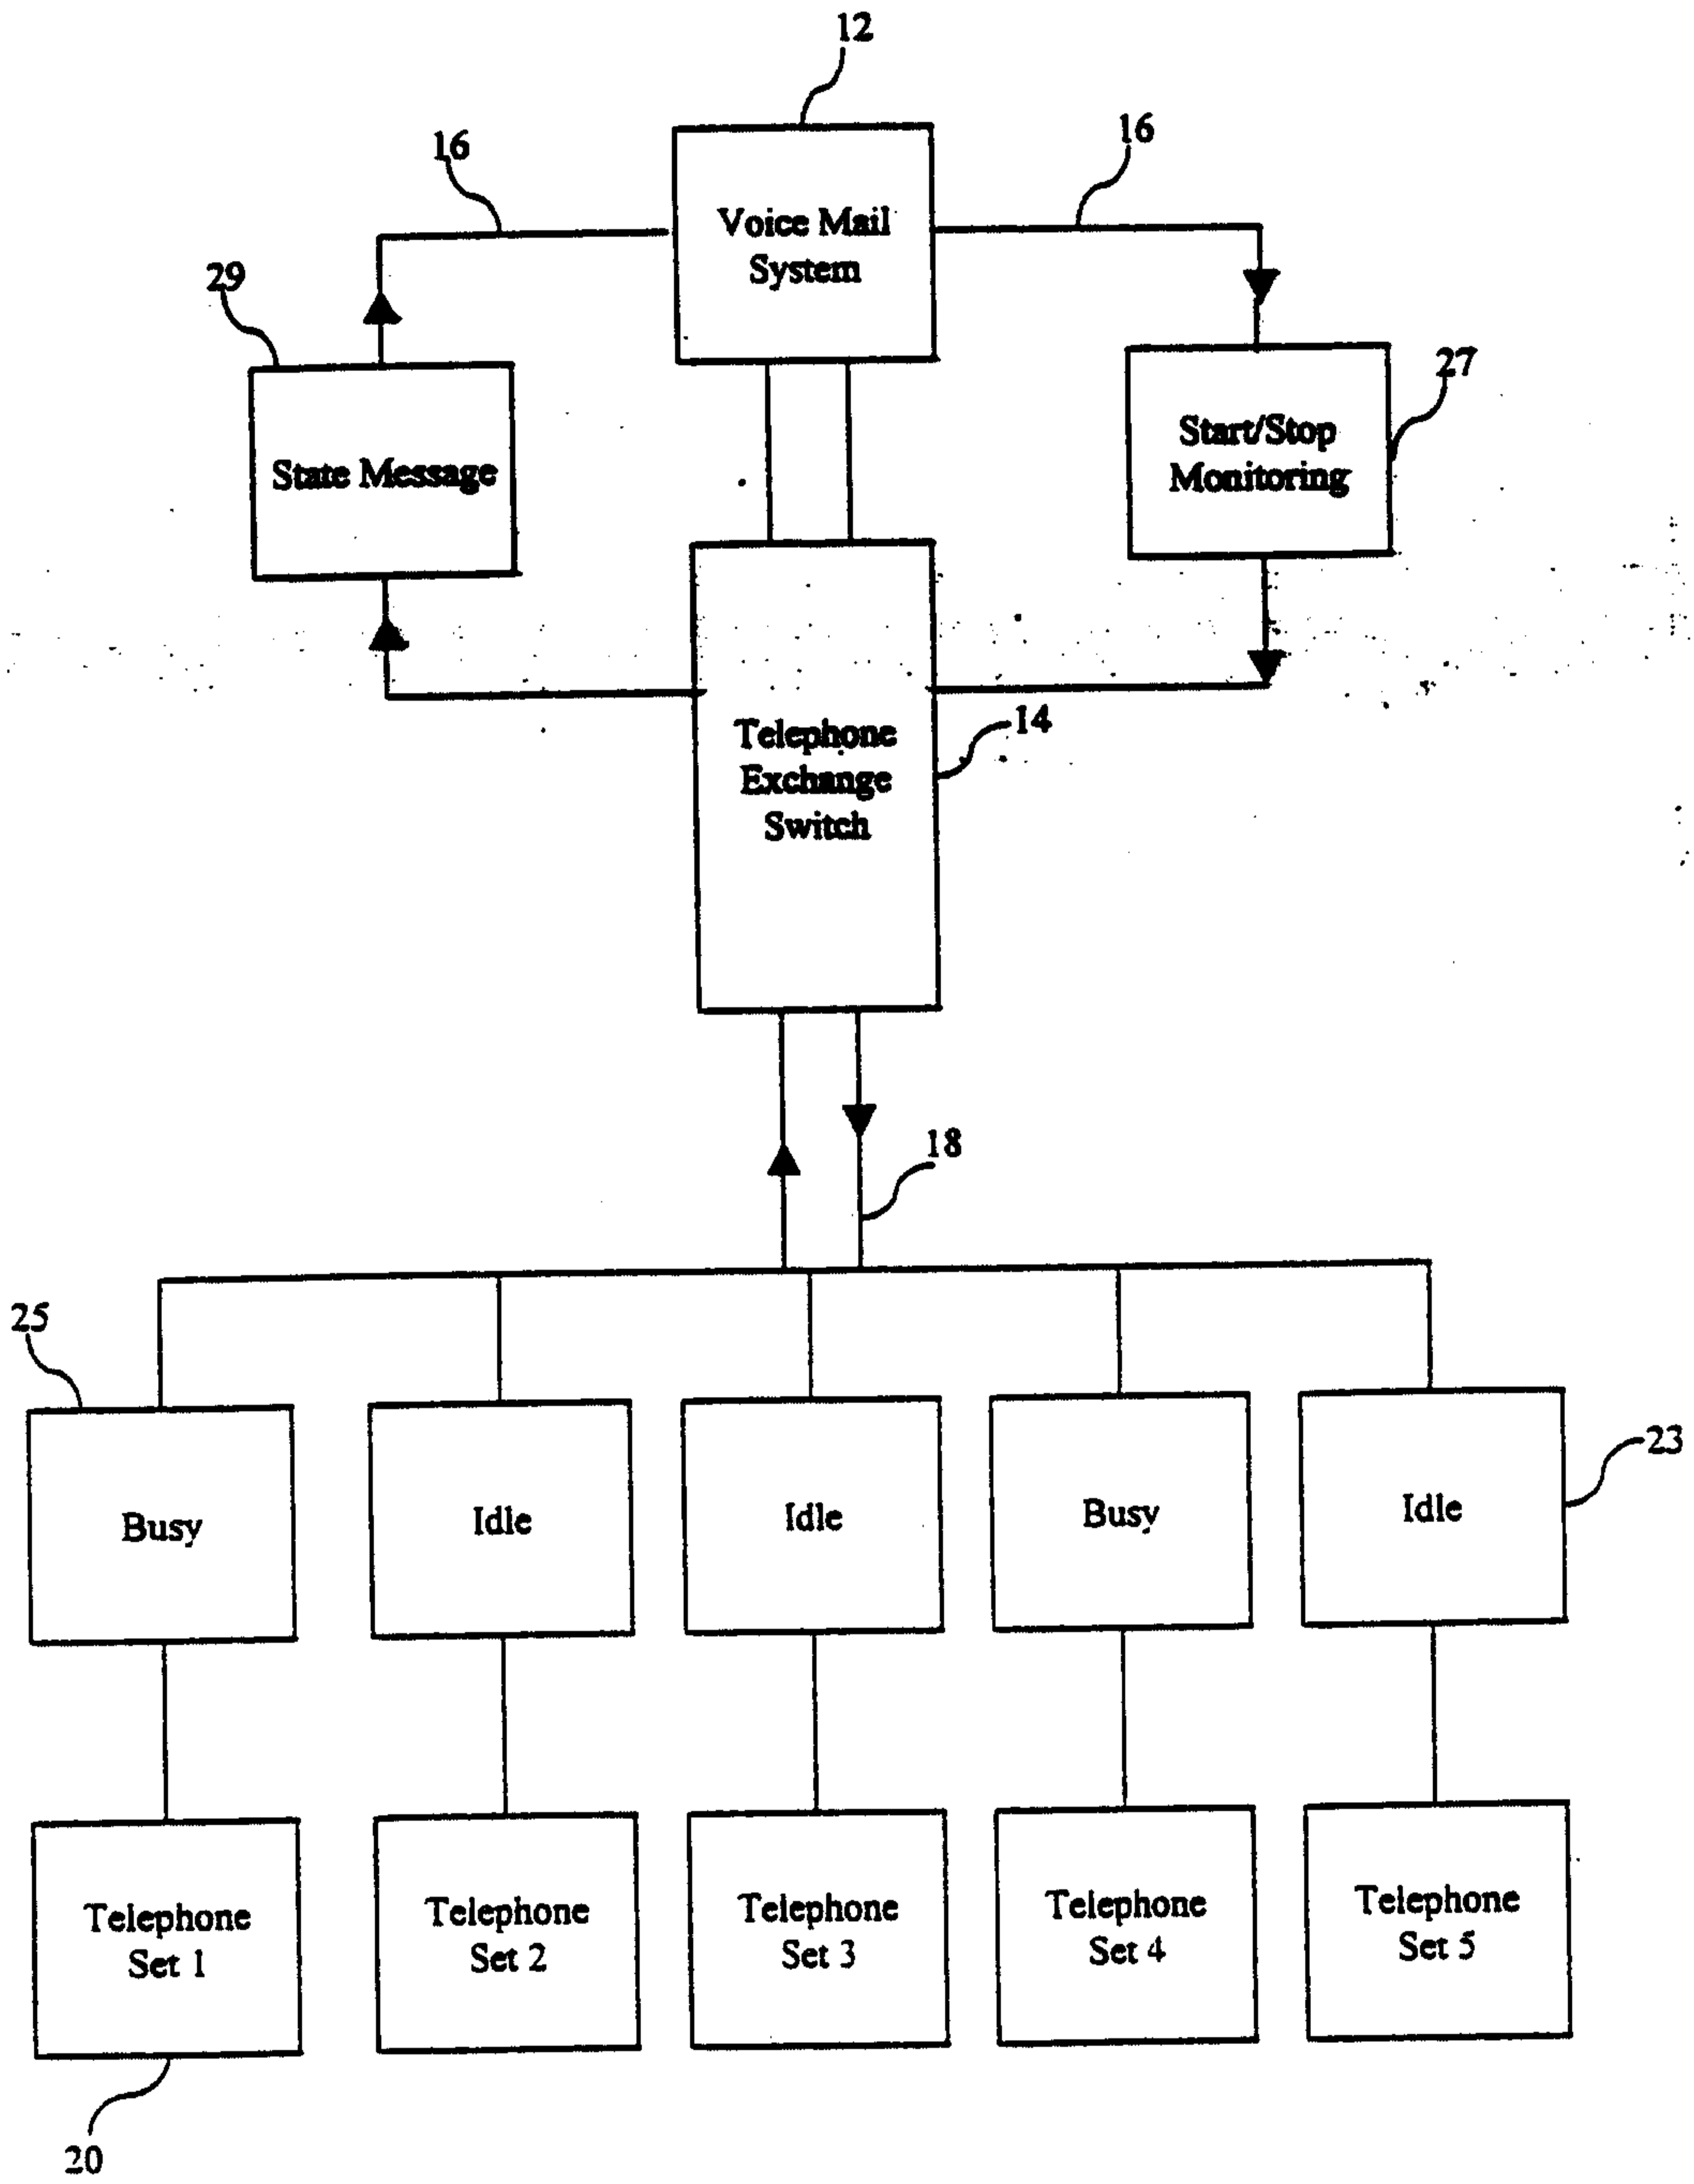 12
16
16
Voice Mail
System
29
27
Start/Stop
Monitoring
State Message
14
Telephone
Exchange
Switch
18
25
23
Busy
Idle
Idle
Busy
Idle
Telephone
Set 1
Telephone
Set 2
Telephone
Set 3
Telephone
Set 4
Telephone
Set 5
20